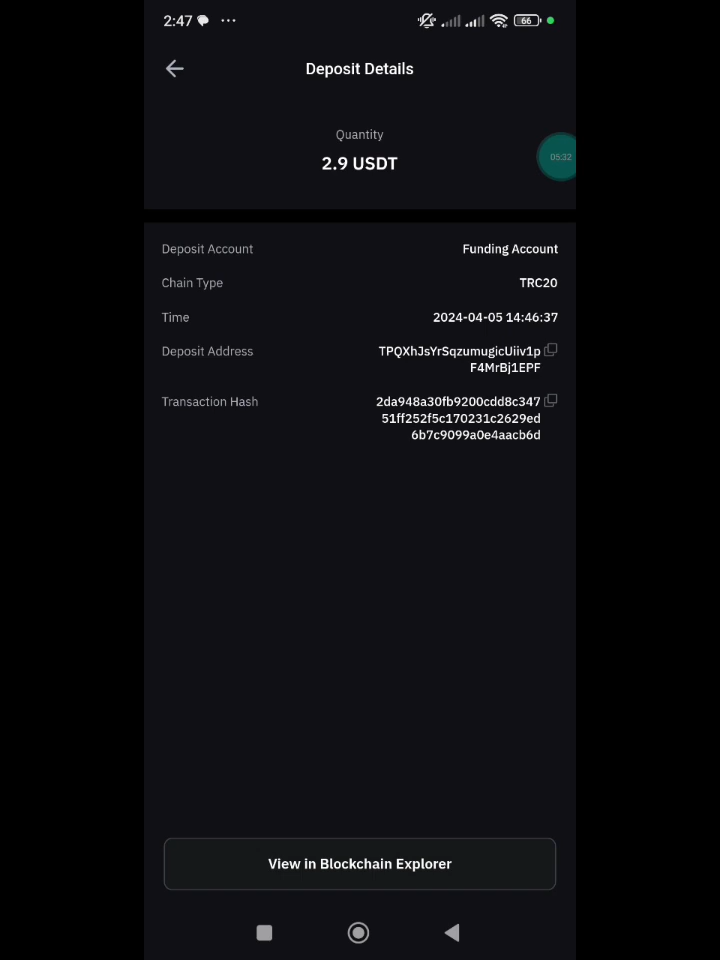 2:47
66
Deposit Details
Quantity
2.9 USDT
05:32
Deposit Account Funding Account
Chain Type TRC20
Time 2024-04-05 14:46:37
Deposit Address TPQXhJsYrSqzumugicUiiv1p
F4MrBj1EPF
Transaction Hash 2da948a30fb9200cdd8c347
51ff252f5c170231c2629ed
6b7c9099a0e4aacb6d
View in Blockchain Explorer